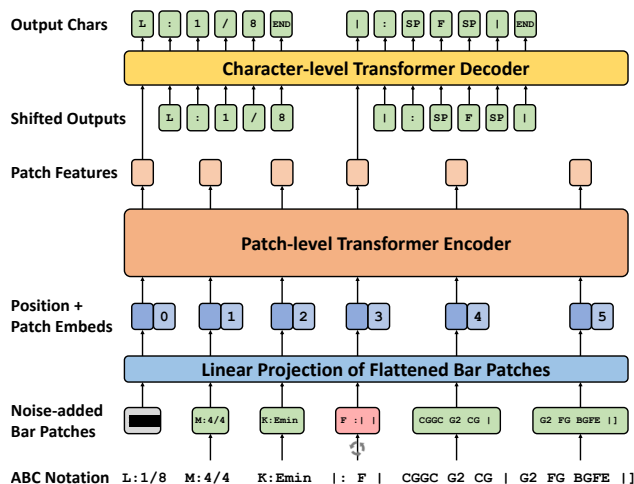 Output Chars L : 1 / 8 END | : SP F SP | END
Character-level Transformer Decoder
Shifted Outputs L : 1 / 8 | : SP F SP |
Patch Features
Patch-level Transformer Encoder
Position +
Patch Embeds 0 1 2 3 4 5
Linear Projection of Flattened Bar Patches
Noise-added
Bar Patches M:4/4 K:Emin F :| | CGGC G2 CG | G2 FG BGFE |]
ABC Notation L:1/8 M:4/4 K:Emin |: F | CGGC G2 CG | G2 FG BGFE |]